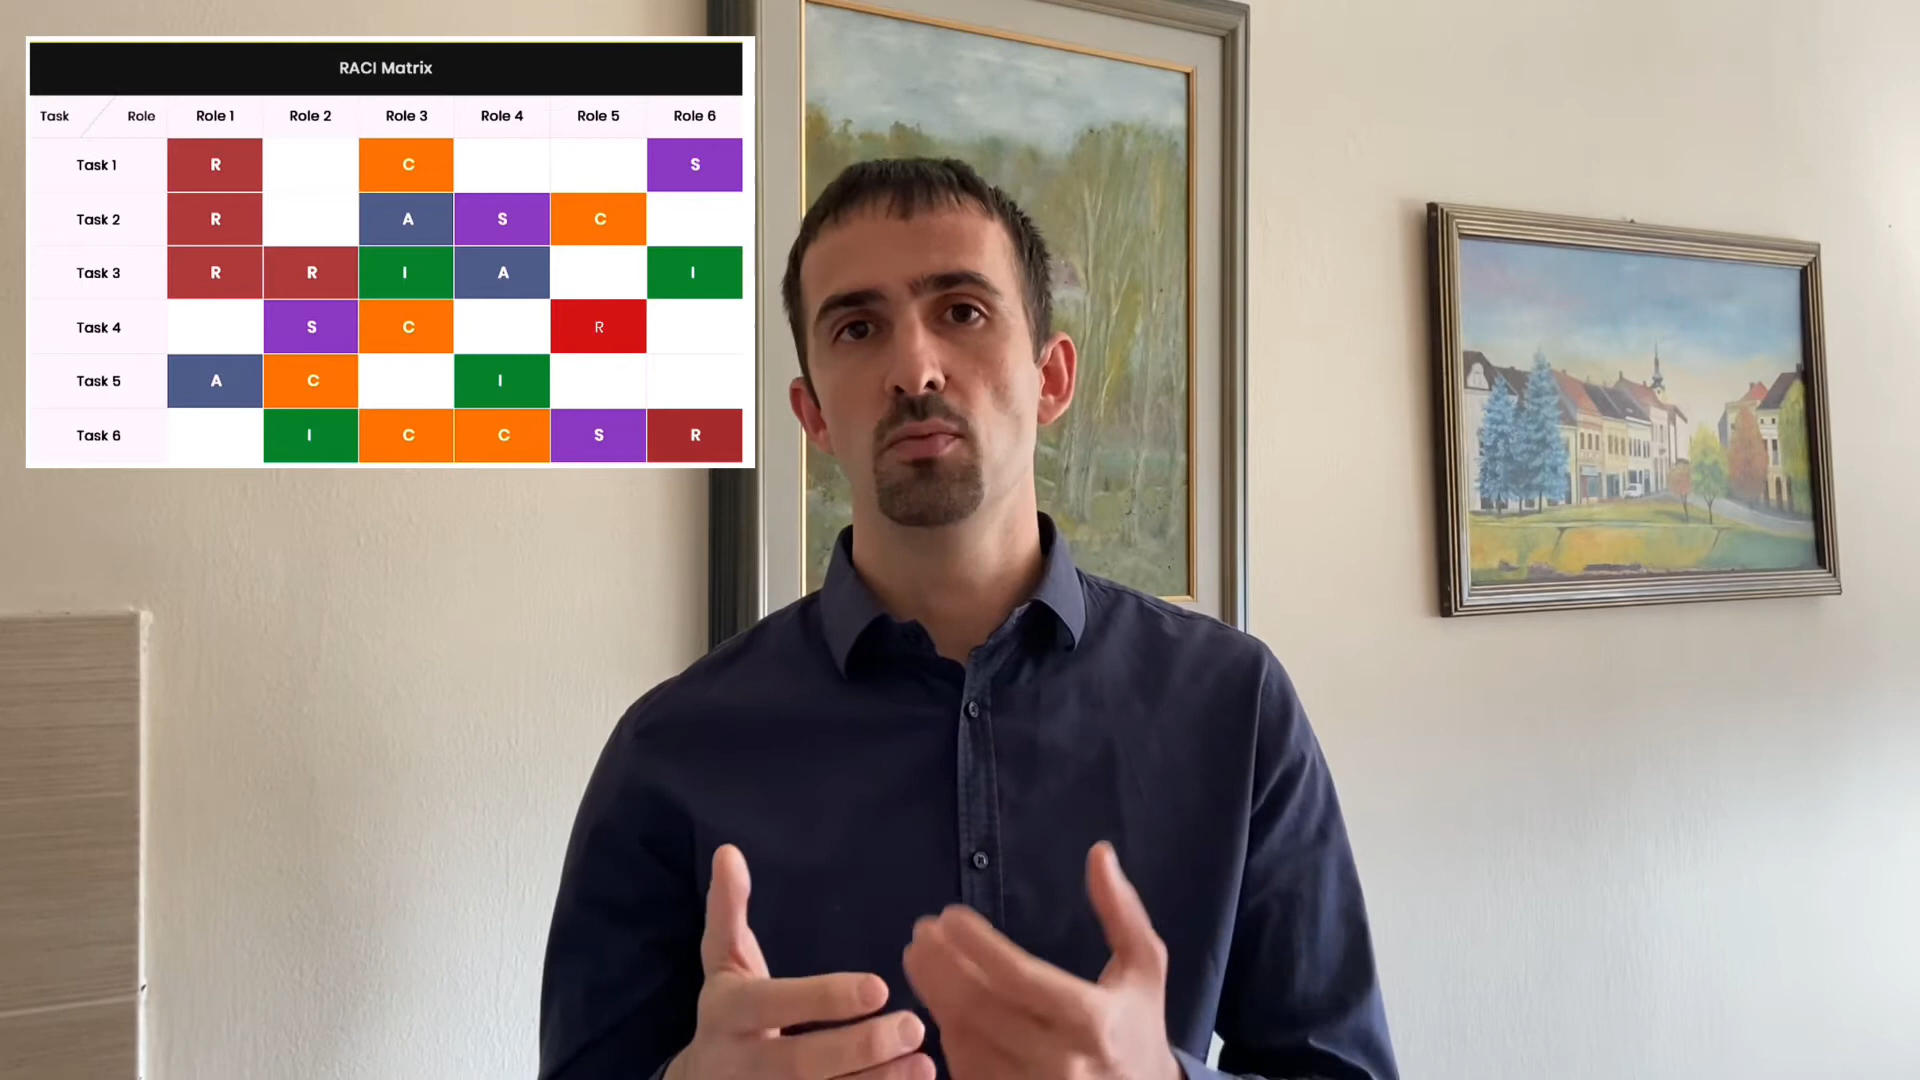 RACI Matrix
Task Role Role 1 Role 2 Role 3 Role 4 Role 5 Role 6
Task 1 R C S
Task 2 R A S C
Task 3 R R I A I
Task 4 S C R
Task 5 A C I
Task 6 I C C S R